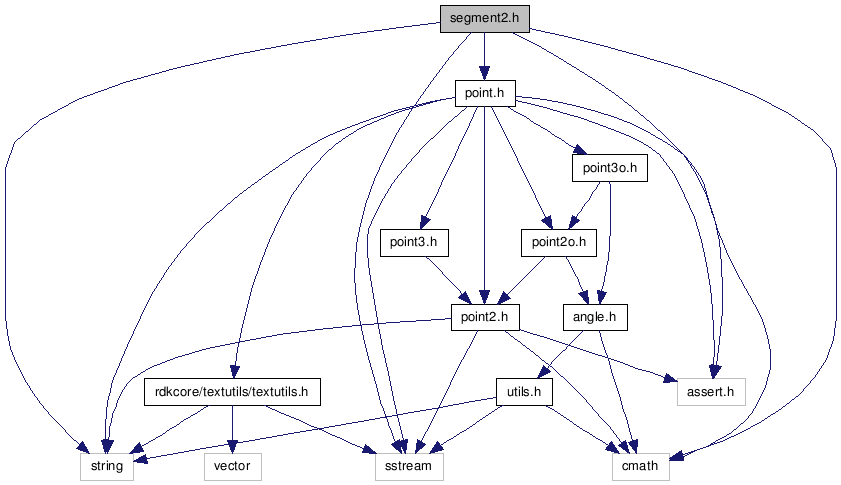 segment2.h
point.h
point3o.h
point3.h
point2o.h
point2.h
angle.h
rdkcore/textutils/textutils.h
utils.h
assert.h
string
vector
sstream
cmath